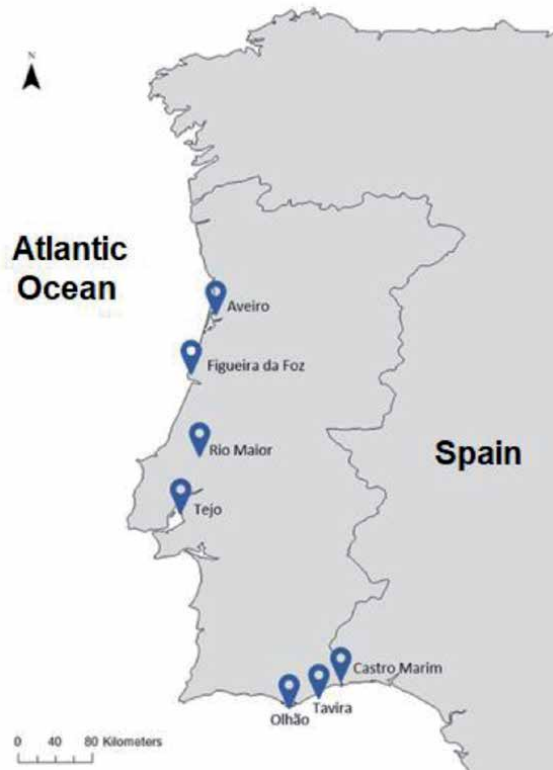 N
Atlantic
Ocean
Aveiro
Figueira da Foz
Rio Maior
Spain
Tejo
Castro Marim
Tavira
Olhão
0 40 80 Kilometers